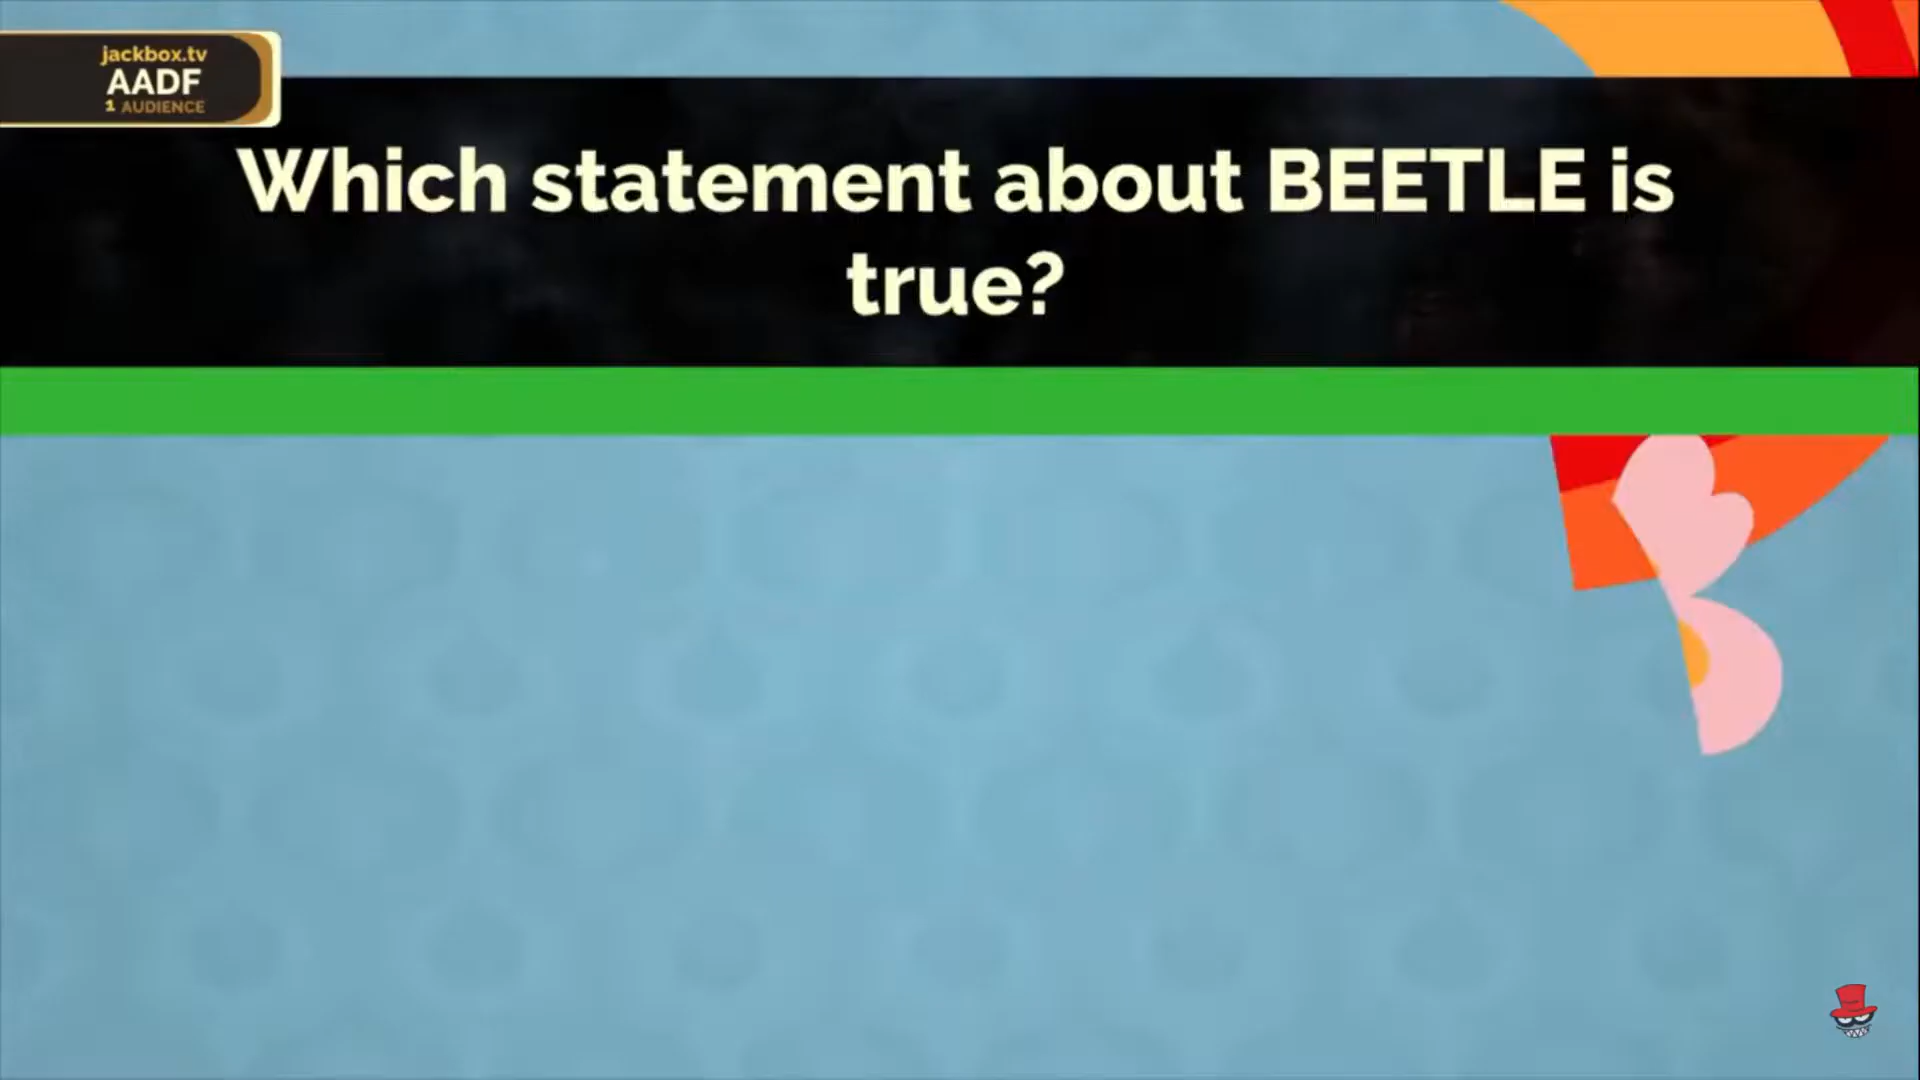 jackbox.tv
AADF
1 AUDIENCE
Which statement about BEETLE is
true?